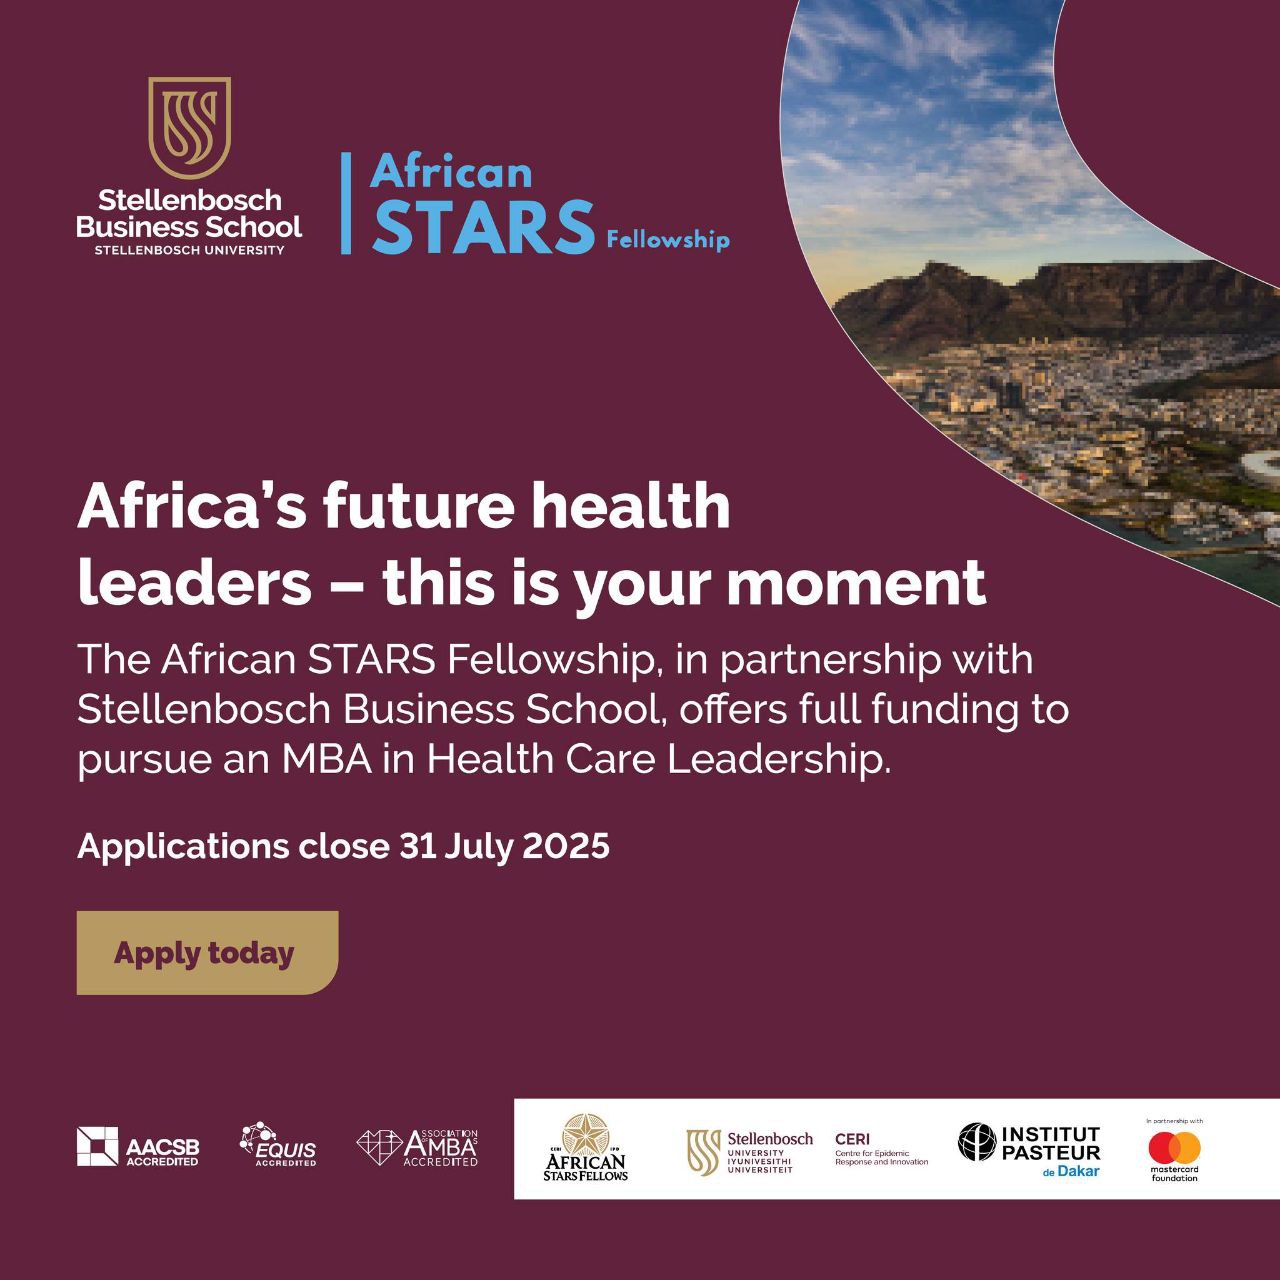 Stellenbosch
Business School
STELLENBOSCH UNIVERSITY
African
STARS Fellowship
Africa’s future health
leaders – this is your moment
The African STARS Fellowship, in partnership with
Stellenbosch Business School, offers full funding to
pursue an MBA in Health Care Leadership.
Applications close 31 July 2025
Apply today
AACSB
ACCREDITED
EQUIS
ACCREDITED
ASSOCIATION
OF MBAs
ACCREDITED
CERI IPD
AFRICAN
STARS FELLOWS
Stellenbosch
UNIVERSITY
IYUNIVESITHI
UNIVERSITEIT
CERI
Centre for Epidemic
Response and Innovation
INSTITUT
PASTEUR
de Dakar
In partnership with
mastercard
foundation